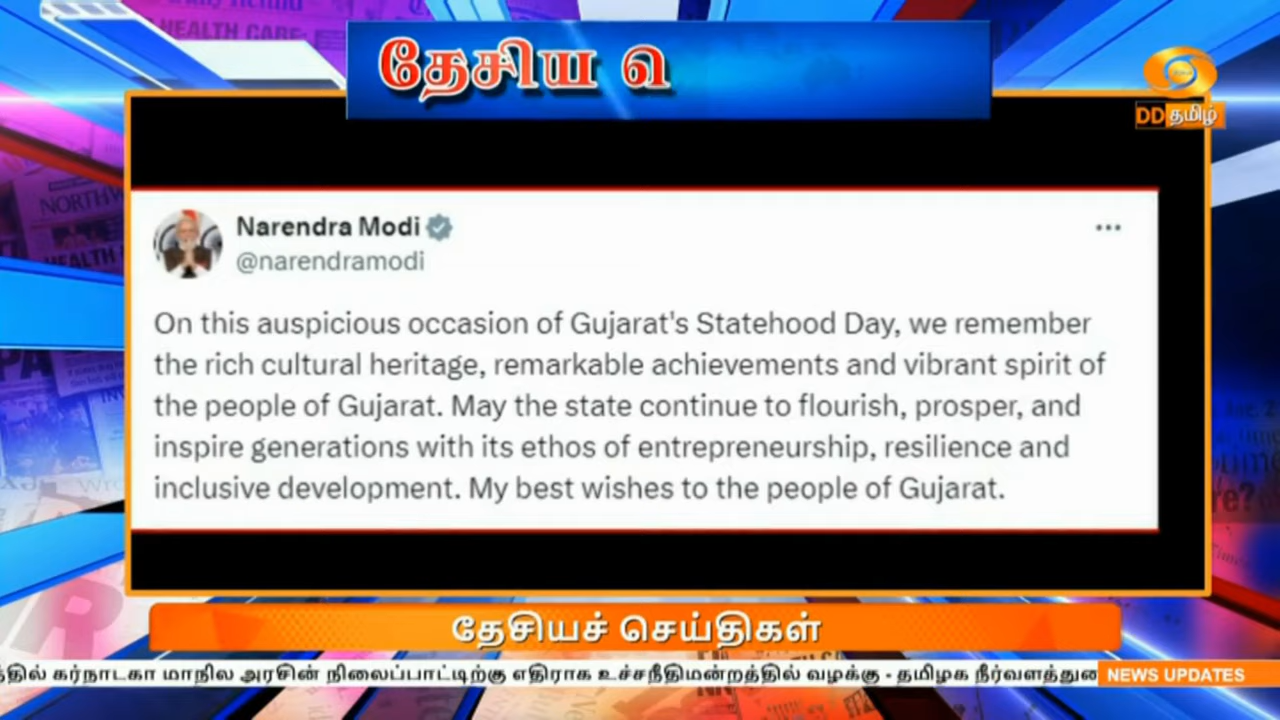 தேசிய
DD தமிழ்
Narendra Modi
@narendramodi
On this auspicious occasion of Gujarat's Statehood Day, we remember
the rich cultural heritage, remarkable achievements and vibrant spirit of
the people of Gujarat. May the state continue to flourish, prosper, and
inspire generations with its ethos of entrepreneurship, resilience and
inclusive development. My best wishes to the people of Gujarat.
தேசியச் செய்திகள்
கர்நாடகா மாநில அரசின் நிலைப்பாட்டிற்கு எதிராக உச்சநீதிமன்றத்தில் வழக்கு - தமிழக
NEWS UPDATES
HEALTH CARE: